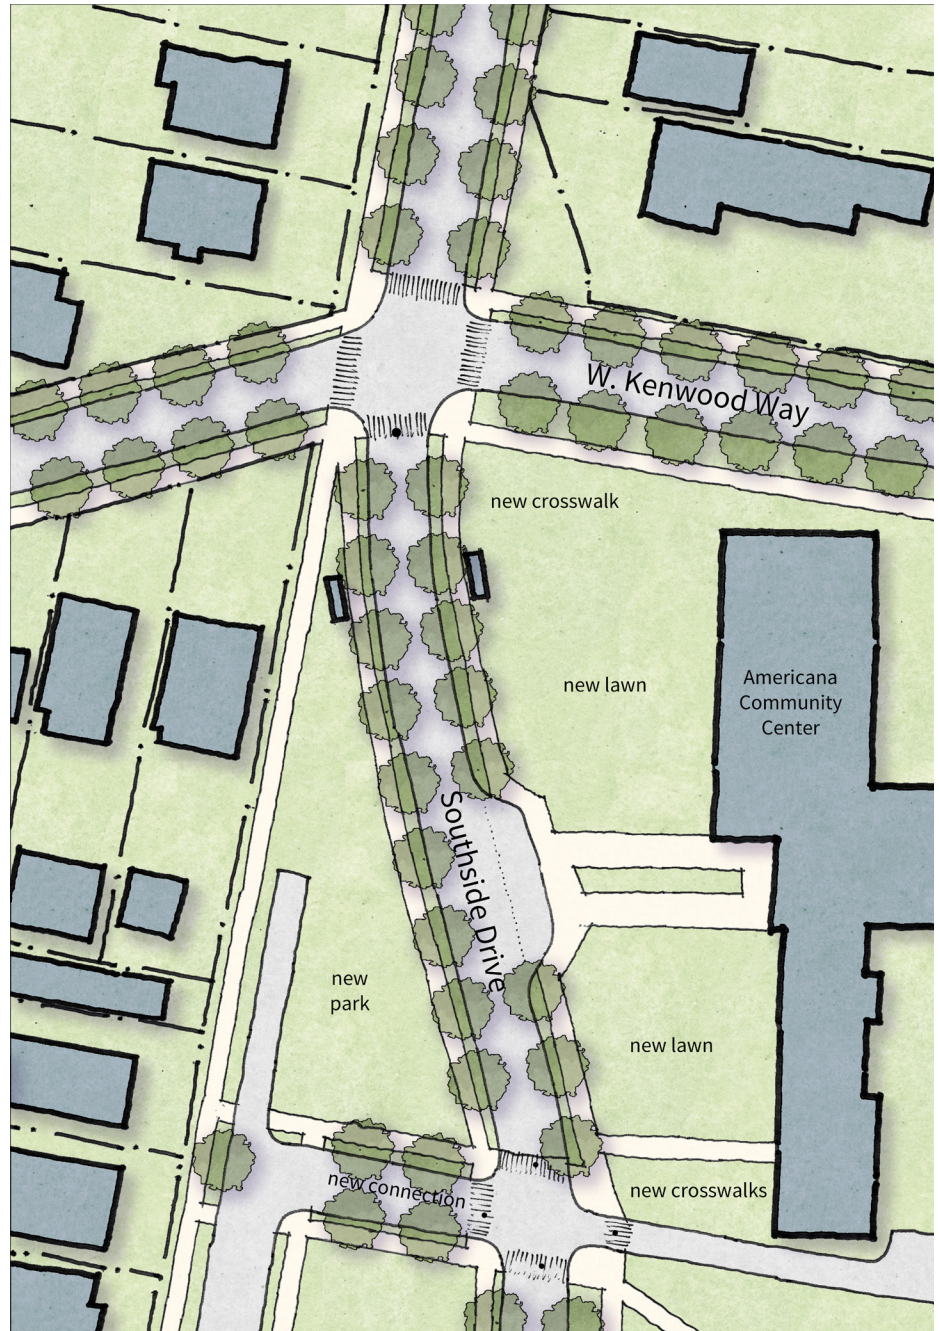 W. Kenwood Way
new crosswalk
new lawn
Americana
Community
Center
Southside Drive
new
park
new lawn
new connection
new crosswalks